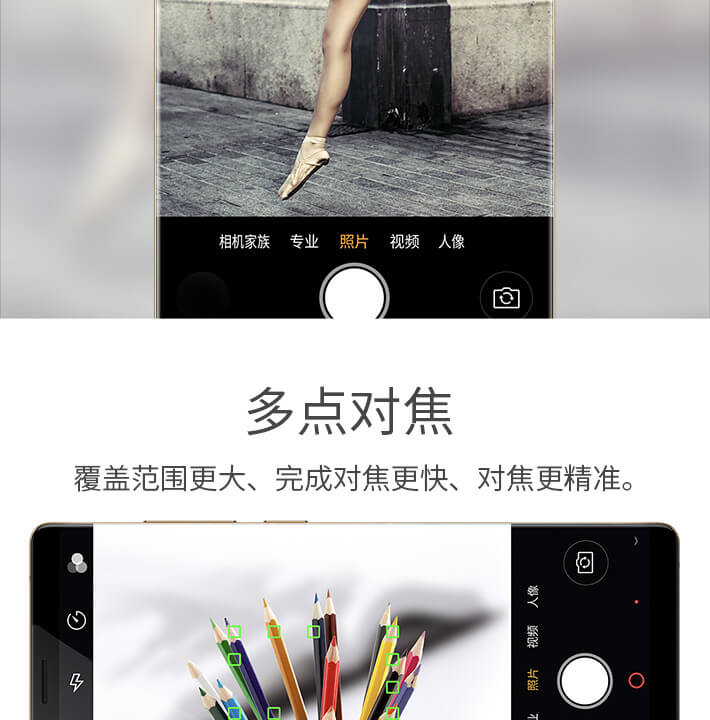 相机家族 专业 照片 视频 人像
多点对焦
覆盖范围更大、完成对焦更快、对焦更精准。
人像
视频
照片